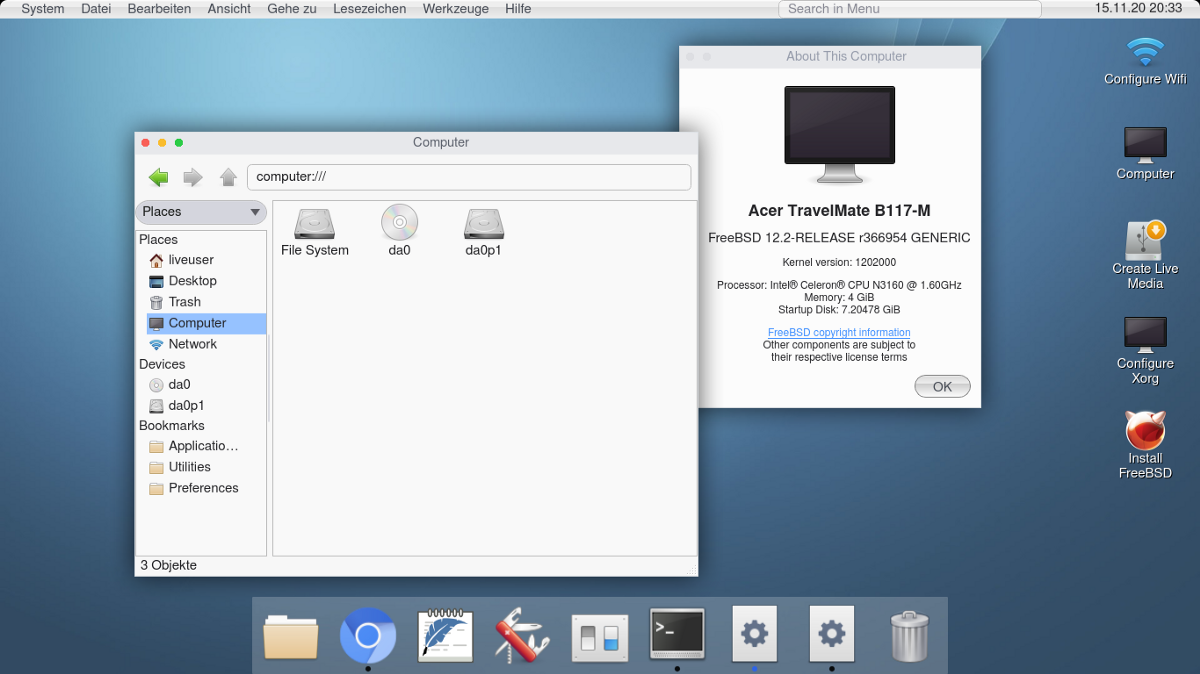 System Datei Bearbeiten Ansicht Gehe zu Lesezeichen Werkzeuge Hilfe Search in Menu 15.11.20 20:33
About This Computer
Acer TravelMate B117-M
FreeBSD 12.2-RELEASE r366954 GENERIC
Kernel version: 1202000
Processor: Intel® Celeron® CPU N3160 @ 1.60GHz
Memory: 4 GiB
Startup Disk: 7.20478 GiB
FreeBSD copyright information
Other components are subject to
their respective license terms
OK
Computer
computer:///
Places
Places
liveuser
Desktop
Trash
Computer
Network
Devices
da0
da0p1
Bookmarks
Applicatio…
Utilities
Preferences
File System da0 da0p1
3 Objekte
Configure Wifi
Computer
Create Live
Media
Configure
Xorg
Install
FreeBSD
>_